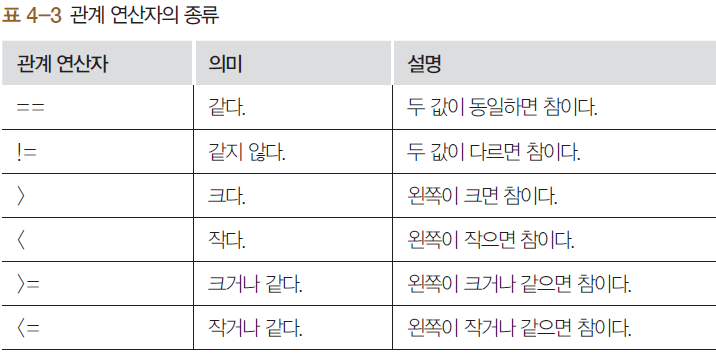 표 4-3 관계 연산자의 종류
관계 연산자 의미 설명
== 같다. 두 값이 동일하면 참이다.
!= 같지 않다. 두 값이 다르면 참이다.
> 크다. 왼쪽이 크면 참이다.
< 작다. 왼쪽이 작으면 참이다.
>= 크거나 같다. 왼쪽이 크거나 같으면 참이다.
<= 작거나 같다. 왼쪽이 작거나 같으면 참이다.